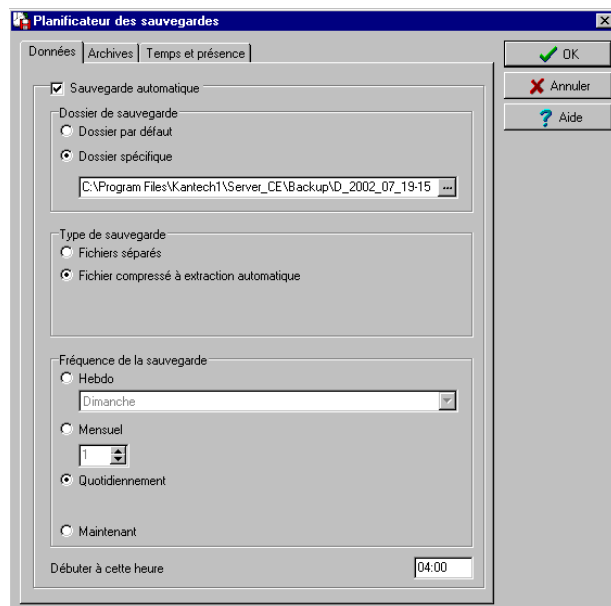 Planificateur des sauvegardes
Données Archives Temps et présence
OK
Annuler
Aide
Sauvegarde automatique
Dossier de sauvegarde
Dossier par défaut
Dossier spécifique
C:\Program Files\Kantech1\Server_CE\Backup\D_2002_07_19-15 ...
Type de sauvegarde
Fichiers séparés
Fichier compressé à extraction automatique
Fréquence de la sauvegarde
Hebdo
Dimanche
Mensuel
1
Quotidiennement
Maintenant
Débuter à cette heure 04:00